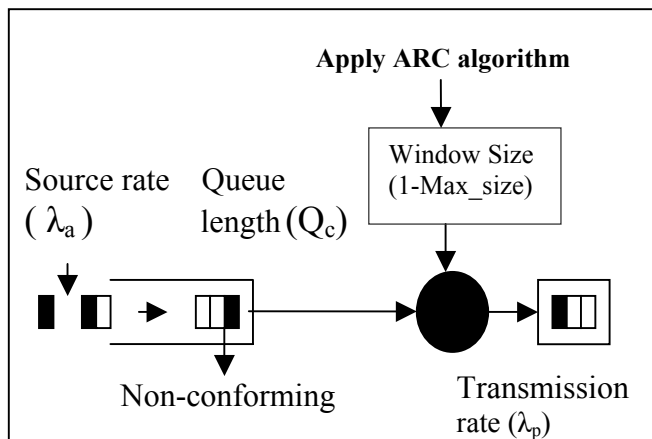 Apply ARC algorithm
Window Size
(1-Max_size)
Source rate
( λa )
Queue
length (Qc)
Non-conforming
Transmission
rate (λp)